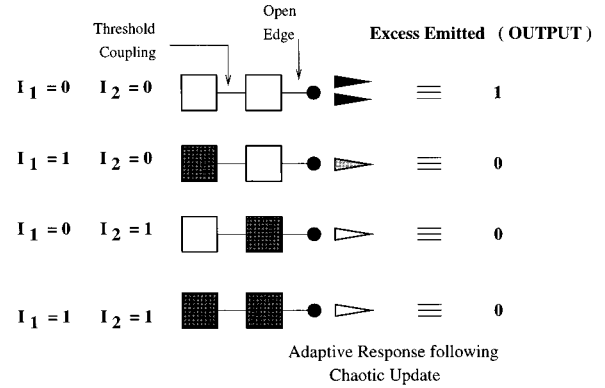 Threshold
Coupling
Open
Edge
Excess Emitted ( OUTPUT )
I 1 = 0 I 2 = 0 1
I 1 = 1 I 2 = 0 0
I 1 = 0 I 2 = 1 0
I 1 = 1 I 2 = 1 0
Adaptive Response following
Chaotic Update